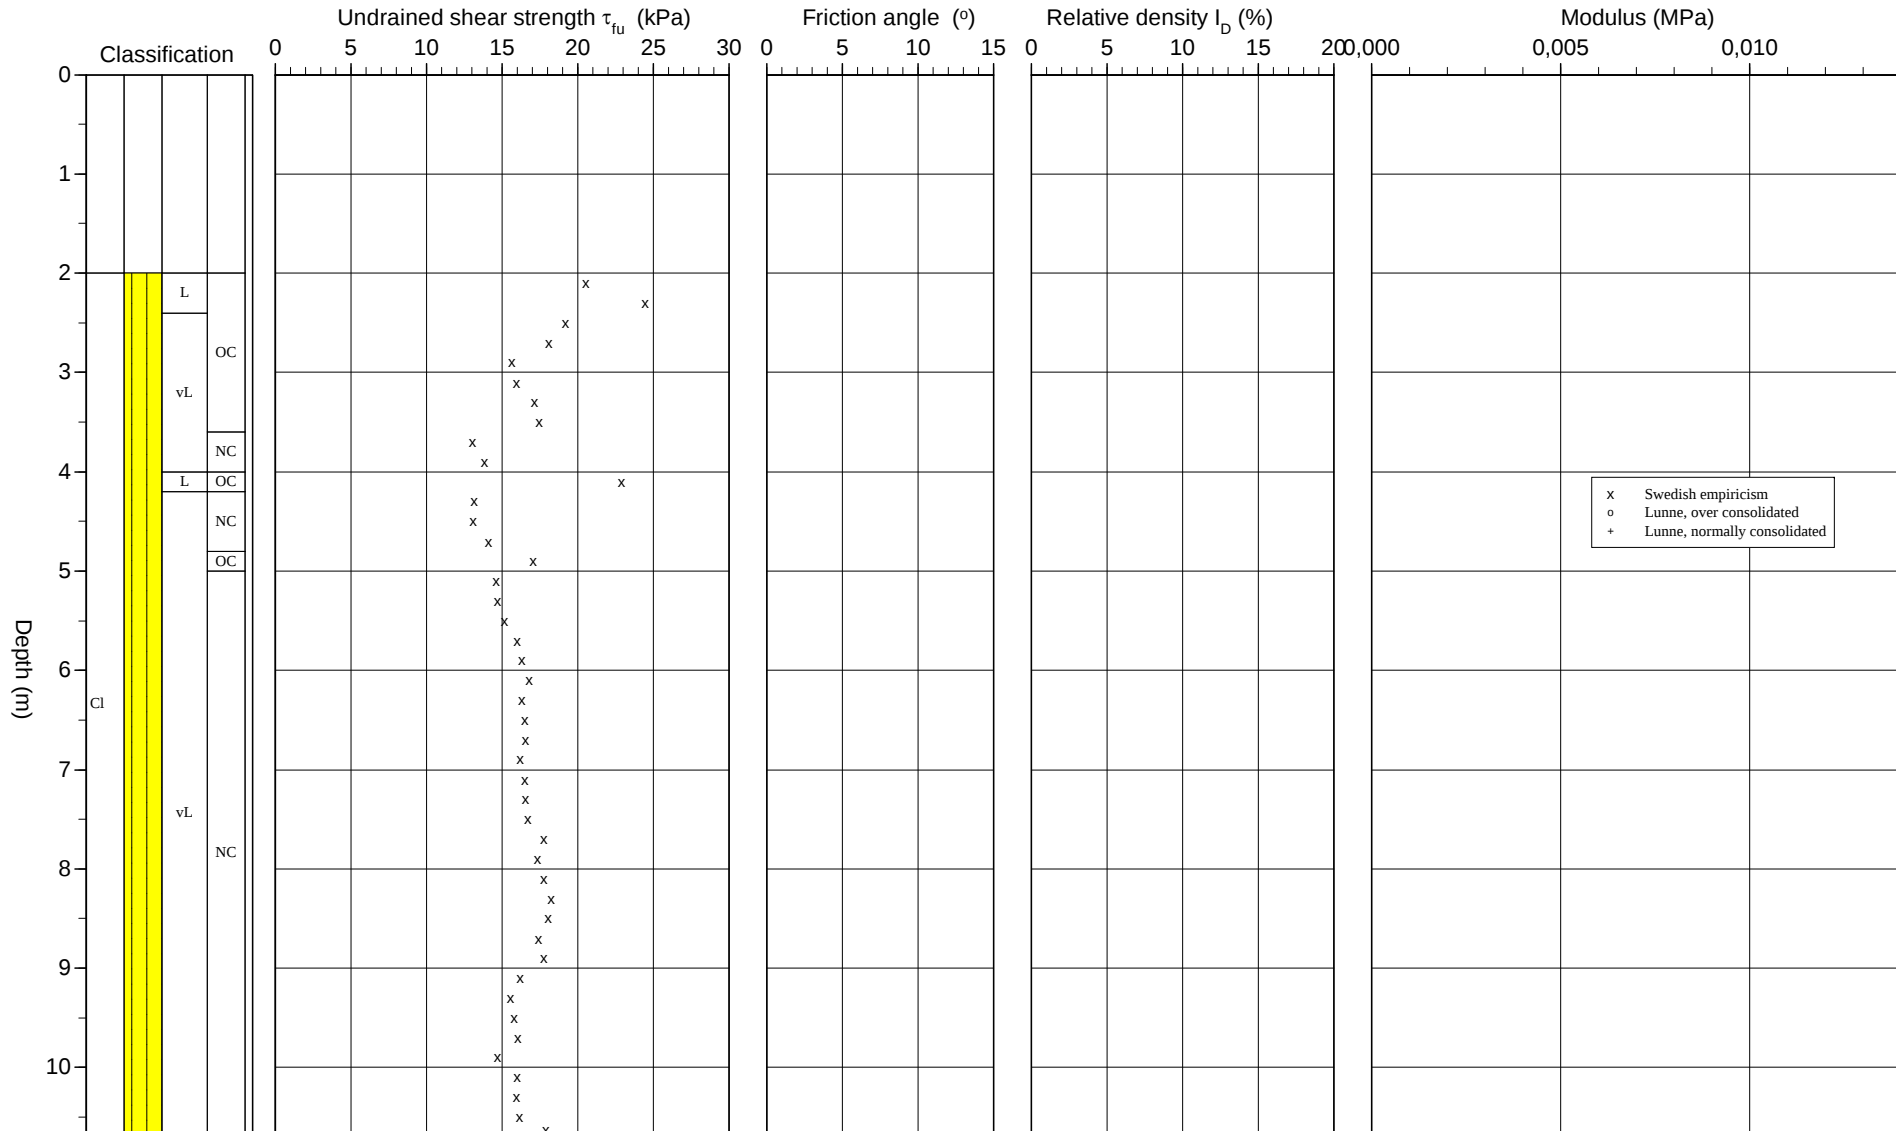 Undrained shear strength τfu (kPa)
Friction angle (o)
Relative density ID (%)
Modulus (MPa)
Classification
0 5 10 15 20 25 30
0 5 10 15
0 5 10 15 20
0,000 0,005 0,010
0
1
2
L
OC
3
vL
NC
4
L OC
x Swedish empiricism
o Lunne, over consolidated
+ Lunne, normally consolidated
NC
OC
5
Depth (m)
6
Cl
7
vL
NC
8
9
10